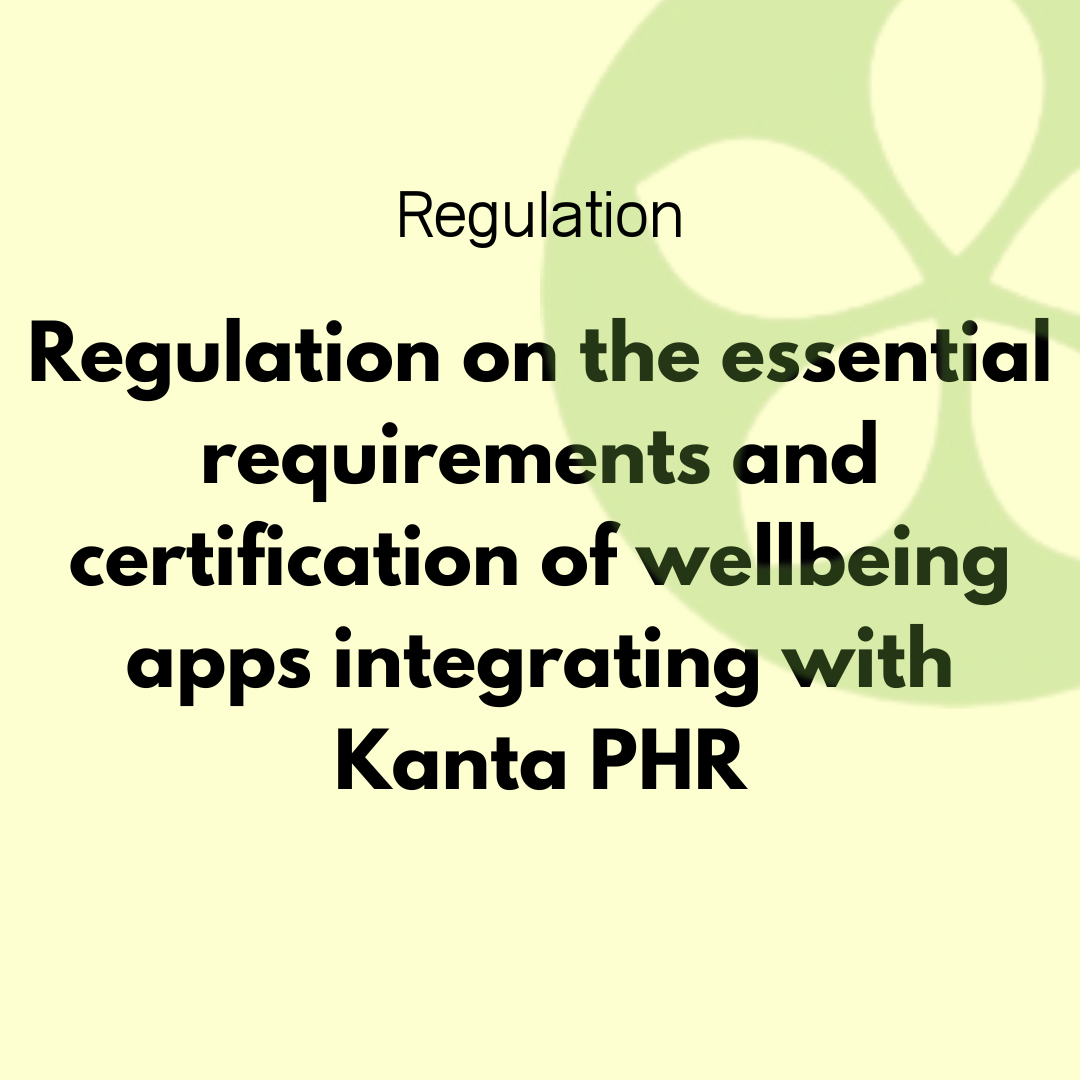 Regulation
Regulation on the essential
requirements and
certification of wellbeing
apps integrating with
Kanta PHR